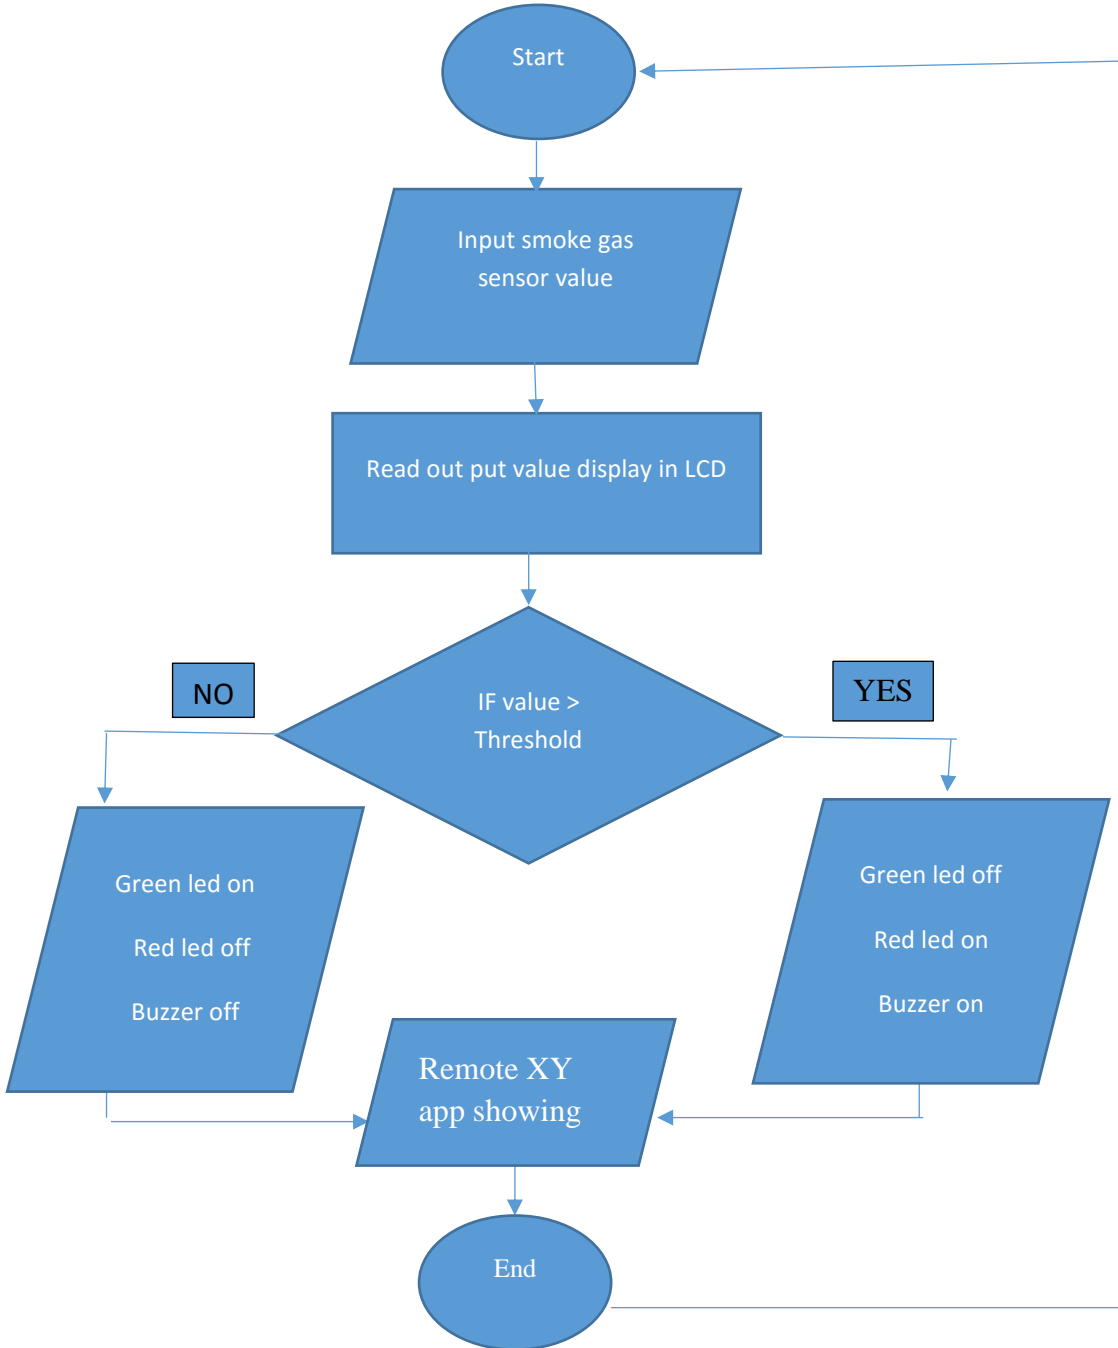 Start
Input smoke gas
sensor value
Read out put value display in LCD
IF value >
Threshold
NO
YES
Green led on
Red led off
Buzzer off
Green led off
Red led on
Buzzer on
Remote XY
app showing
End